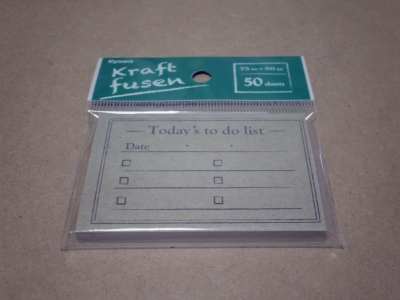 Kraft
fusen
50 sheets
Today's to do list
Date